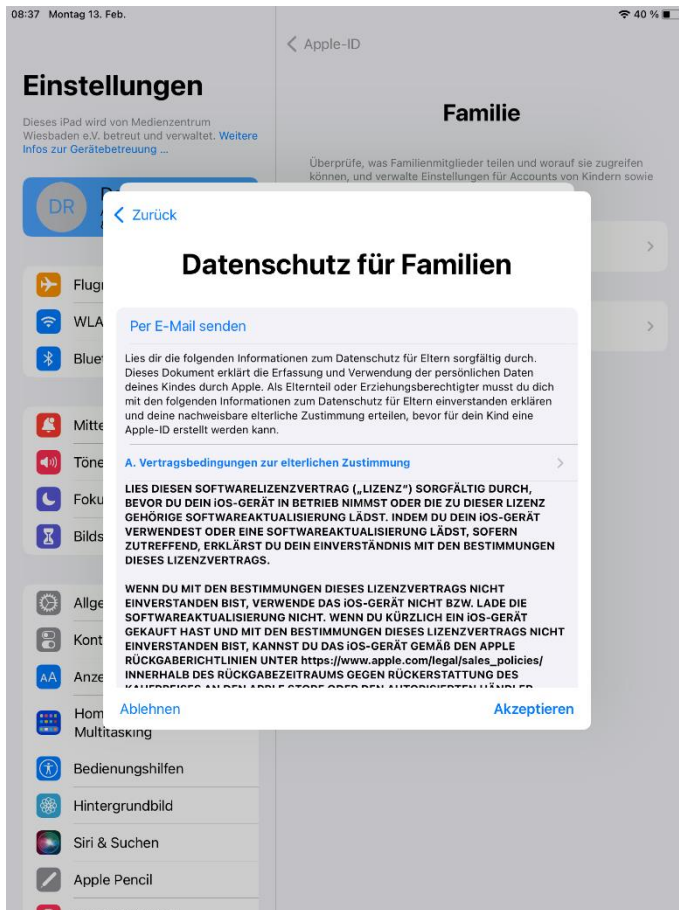 08:37 Montag 13. Feb.
40 %
Apple-ID
Einstellungen
Dieses iPad wird von Medienzentrum
Wiesbaden e.V. betreut und verwaltet. Weitere
Infos zur Gerätebetreuung ...
Familie
Überprüfe, was Familienmitglieder teilen und worauf sie zugreifen
können, und verwalte Einstellungen für Accounts von Kindern sowie
DR
Zurück
Datenschutz für Familien
Per E-Mail senden
Lies dir die folgenden Informationen zum Datenschutz für Eltern sorgfältig durch.
Dieses Dokument erklärt die Erfassung und Verwendung der persönlichen Daten
deines Kindes durch Apple. Als Elternteil oder Erziehungsberechtigter musst du dich
mit den folgenden Informationen zum Datenschutz für Eltern einverstanden erklären
und deine nachweisbare elterliche Zustimmung erteilen, bevor für dein Kind eine
Apple-ID erstellt werden kann.
A. Vertragsbedingungen zur elterlichen Zustimmung
LIES DIESEN SOFTWARELIZENZVERTRAG („LIZENZ“) SORGFÄLTIG DURCH,
BEVOR DU DEIN iOS-GERÄT IN BETRIEB NIMMST ODER DIE ZU DIESER LIZENZ
GEHÖRIGE SOFTWAREAKTUALISIERUNG LÄDST. INDEM DU DEIN iOS-GERÄT
VERWENDEST ODER EINE SOFTWAREAKTUALISIERUNG LÄDST, SOFERN
ZUTREFFEND, ERKLÄRST DU DEIN EINVERSTÄNDNIS MIT DEN BESTIMMUNGEN
DIESES LIZENZVERTRAGS.
WENN DU MIT DEN BESTIMMUNGEN DIESES LIZENZVERTRAGS NICHT
EINVERSTANDEN BIST, VERWENDE DAS iOS-GERÄT NICHT BZW. LADE DIE
SOFTWAREAKTUALISIERUNG NICHT. WENN DU KÜRZLICH EIN iOS-GERÄT
GEKAUFT HAST UND MIT DEN BESTIMMUNGEN DIESES LIZENZVERTRAGS NICHT
EINVERSTANDEN BIST, KANNST DU DAS iOS-GERÄT GEMÄß DEN APPLE
RÜCKGABERICHTLINIEN UNTER https://www.apple.com/legal/sales_policies/
INNERHALB DES RÜCKGABEZEITRAUMS GEGEN RÜCKERSTATTUNG DES
KAUFPREISES AN DEN APPLE STORE ODER DEN AUTORISIERTEN HÄNDLER
Ablehnen
Akzeptieren
Flug
WLA
Blue
Mitte
Töne
Foku
Bilds
Allge
Kont
AA
Anze
Hom
Multitasking
Bedienungshilfen
Hintergrundbild
Siri & Suchen
Apple Pencil